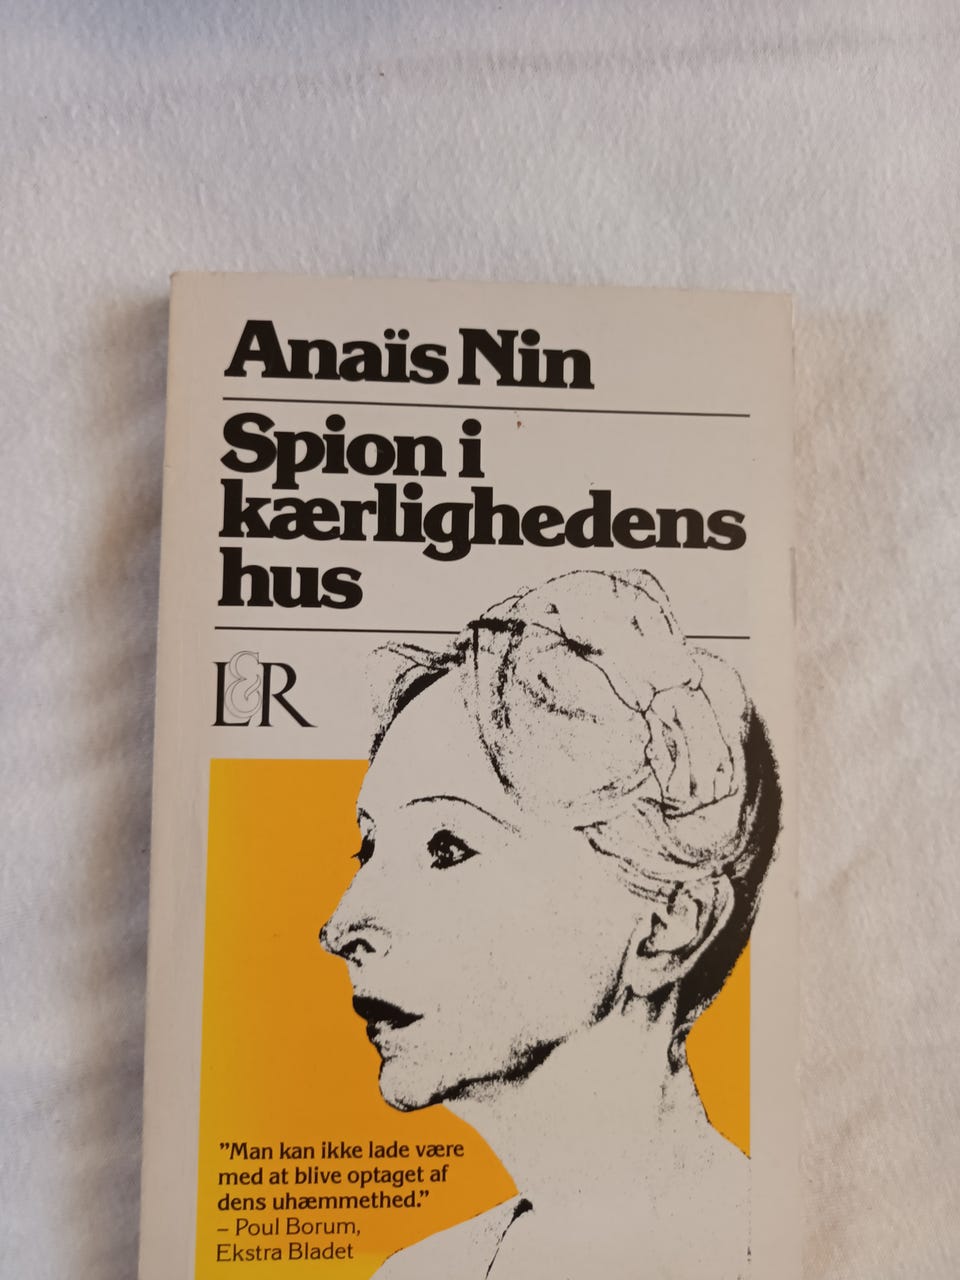 Anaïs Nin
Spion i
kærlighedens
hus
L&R
”Man kan ikke lade være
med at blive optaget af
dens uhæmmethed.”
– Poul Borum,
Ekstra Bladet